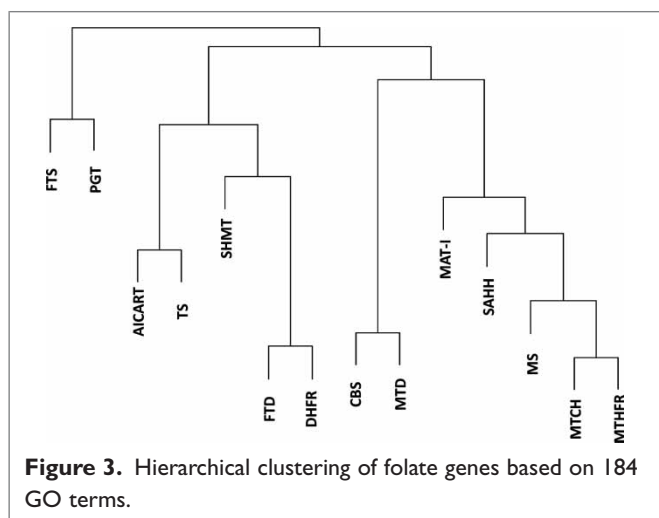 FTS
PGT
AICART
TS
SHMT
FTD
DHFR
CBS
MTD
MAT-I
SAHH
MS
MTCH
MTHFR
Figure 3. Hierarchical clustering of folate genes based on 184
GO terms.